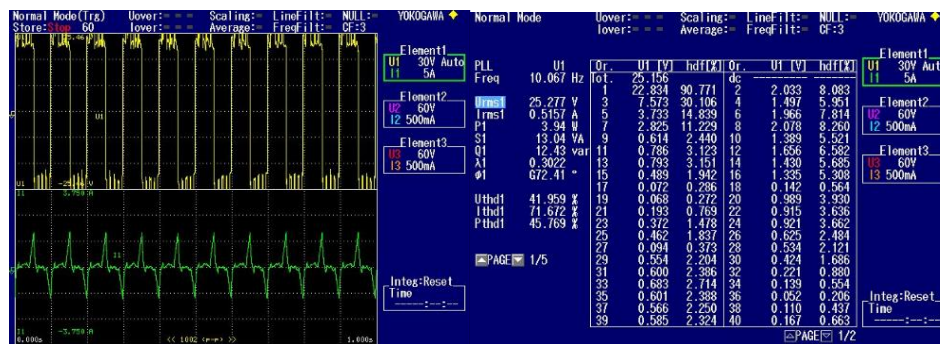 Normal Mode(Trg)
Uover:= = =
Scaling:=
LineFilt:=
NULL:=
YOKOGAWA
Store:Stop 60
Iover:= = =
Average:=
FreqFilt:=
CF:3
U1
U1 -25.46 V
I1 3.750 A
I1
I1 -3.750 A
0.000s
<< 1002 (p-p) >>
1.000s
Element1
U1 30V Auto
I1 5A
Element2
U2 60V
I2 500mA
Element3
U3 60V
I3 500mA
Integ:Reset
Time
-----:--:--
Normal Mode
Uover:= = =
Scaling:=
LineFilt:=
NULL:=
YOKOGAWA
Iover:= = =
Average:=
FreqFilt:=
CF:3
PLL U1
Freq 10.067 Hz
Urms1 25.277 V
Irms1 0.5157 A
P1 3.94 W
S1 13.04 VA
Q1 12.43 var
λ1 0.3022
Φ1 G72.41 °
Uthd1 41.959 %
Ithd1 71.672 %
Pthd1 45.769 %
PAGE 1/5
Or. U1 [V] hdf[%] Or. U1 [V] hdf[%]
Tot. 25.156 dc -------- --------
1 22.834 90.771 2 2.033 8.083
3 7.573 30.106 4 1.497 5.951
5 3.733 14.839 6 1.966 7.814
7 2.825 11.229 8 2.078 8.260
9 0.614 2.440 10 1.389 5.521
11 0.786 3.123 12 1.656 6.582
13 0.793 3.151 14 1.430 5.685
15 0.489 1.942 16 1.335 5.308
17 0.072 0.286 18 0.142 0.564
19 0.068 0.272 20 0.989 3.930
21 0.193 0.769 22 0.915 3.636
23 0.372 1.478 24 0.921 3.662
25 0.462 1.837 26 0.625 2.484
27 0.094 0.373 28 0.534 2.121
29 0.554 2.204 30 0.424 1.686
31 0.600 2.386 32 0.221 0.880
33 0.683 2.714 34 0.139 0.554
35 0.601 2.388 36 0.052 0.206
37 0.566 2.250 38 0.110 0.437
39 0.585 2.324 40 0.167 0.663
PAGE 1/2
Element1
U1 30V Auto
I1 5A
Element2
U2 60V
I2 500mA
Element3
U3 60V
I3 500mA
Integ:Reset
Time
-----:--:--